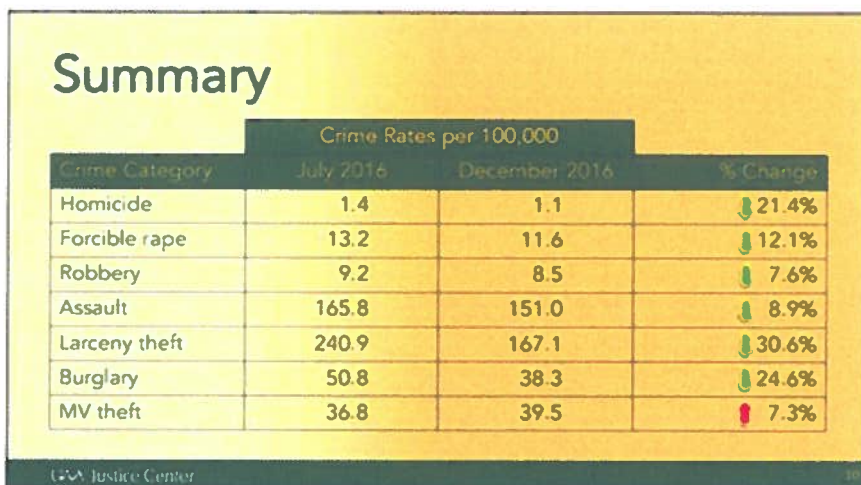 Summary
Crime Rates per 100,000
Crime Category July 2016 December 2016 % Change
Homicide 1.4 1.1 21.4%
Forcible rape 13.2 11.6 12.1%
Robbery 9.2 8.5 7.6%
Assault 165.8 151.0 8.9%
Larceny theft 240.9 167.1 30.6%
Burglary 50.8 38.3 24.6%
MV theft 36.8 39.5 7.3%
Justice Center